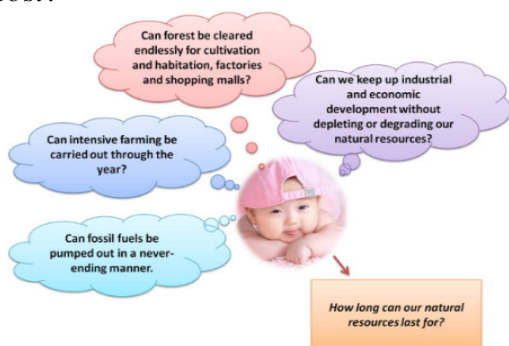 Can forest be cleared
endlessly for cultivation
and habitation, factories
and shopping malls?
Can we keep up industrial
and economic
development without
depleting or degrading our
natural resources?
Can intensive farming be
carried out through the
year?
Can fossil fuels be
pumped out in a never-
ending manner.
How long can our natural
resources last for?